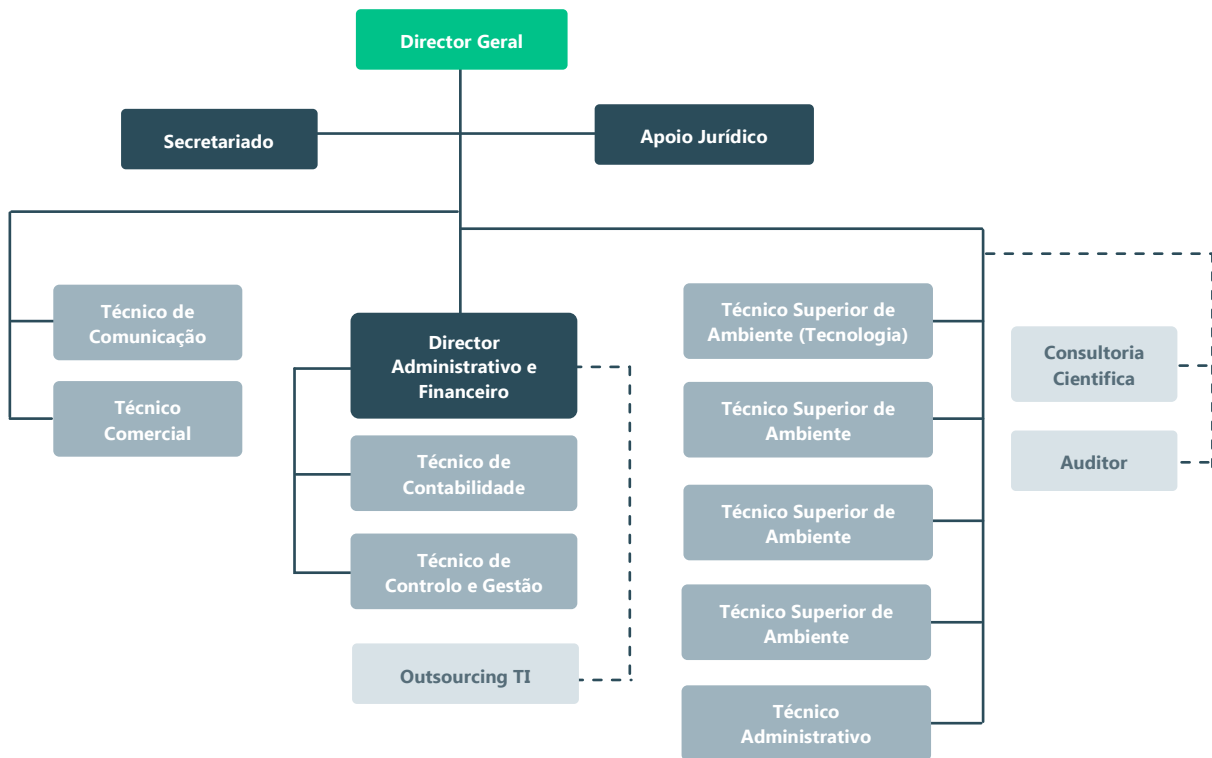 Director Geral
Secretariado
Apoio Jurídico
Técnico de
Comunicação
Técnico
Comercial
Director
Administrativo e
Financeiro
Técnico de
Contabilidade
Técnico de
Controlo e Gestão
Outsourcing TI
Técnico Superior de
Ambiente (Tecnologia)
Técnico Superior de
Ambiente
Técnico Superior de
Ambiente
Técnico Superior de
Ambiente
Técnico
Administrativo
Consultoria
Cientifica
Auditor